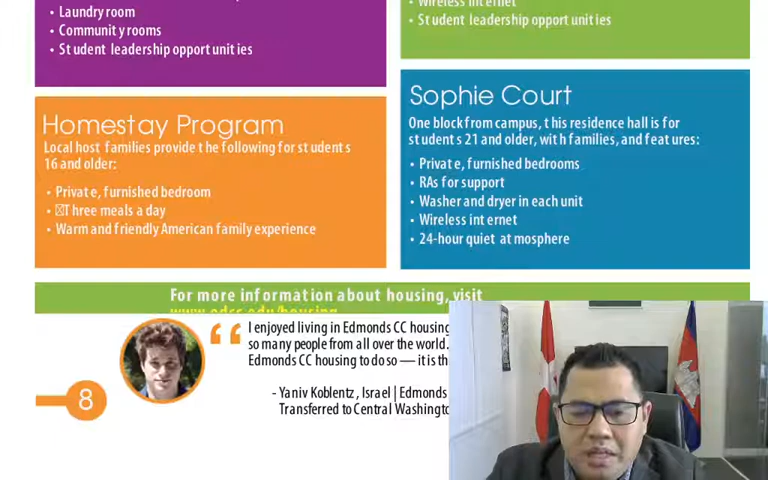 • Laundry room
• Community rooms
• Student leadership opportunities
• Wireless internet
• Student leadership opportunities
Homestay Program
Local host families provide the following for students
16 and older:
• Private, furnished bedroom
• Three meals a day
• Warm and friendly American family experience
Sophie Court
One block from campus, this residence hall is for
students 21 and older, with families, and features:
• Private, furnished bedrooms
• RAs for support
• Washer and dryer in each unit
• Wireless internet
• 24-hour quiet atmosphere
For more information about housing, visit
www.edcc.edu/housing
“ I enjoyed living in Edmonds CC housing
so many people from all over the world.
Edmonds CC housing to do so — it is th
- Yaniv Koblentz, Israel | Edmonds
Transferred to Central Washingto
8